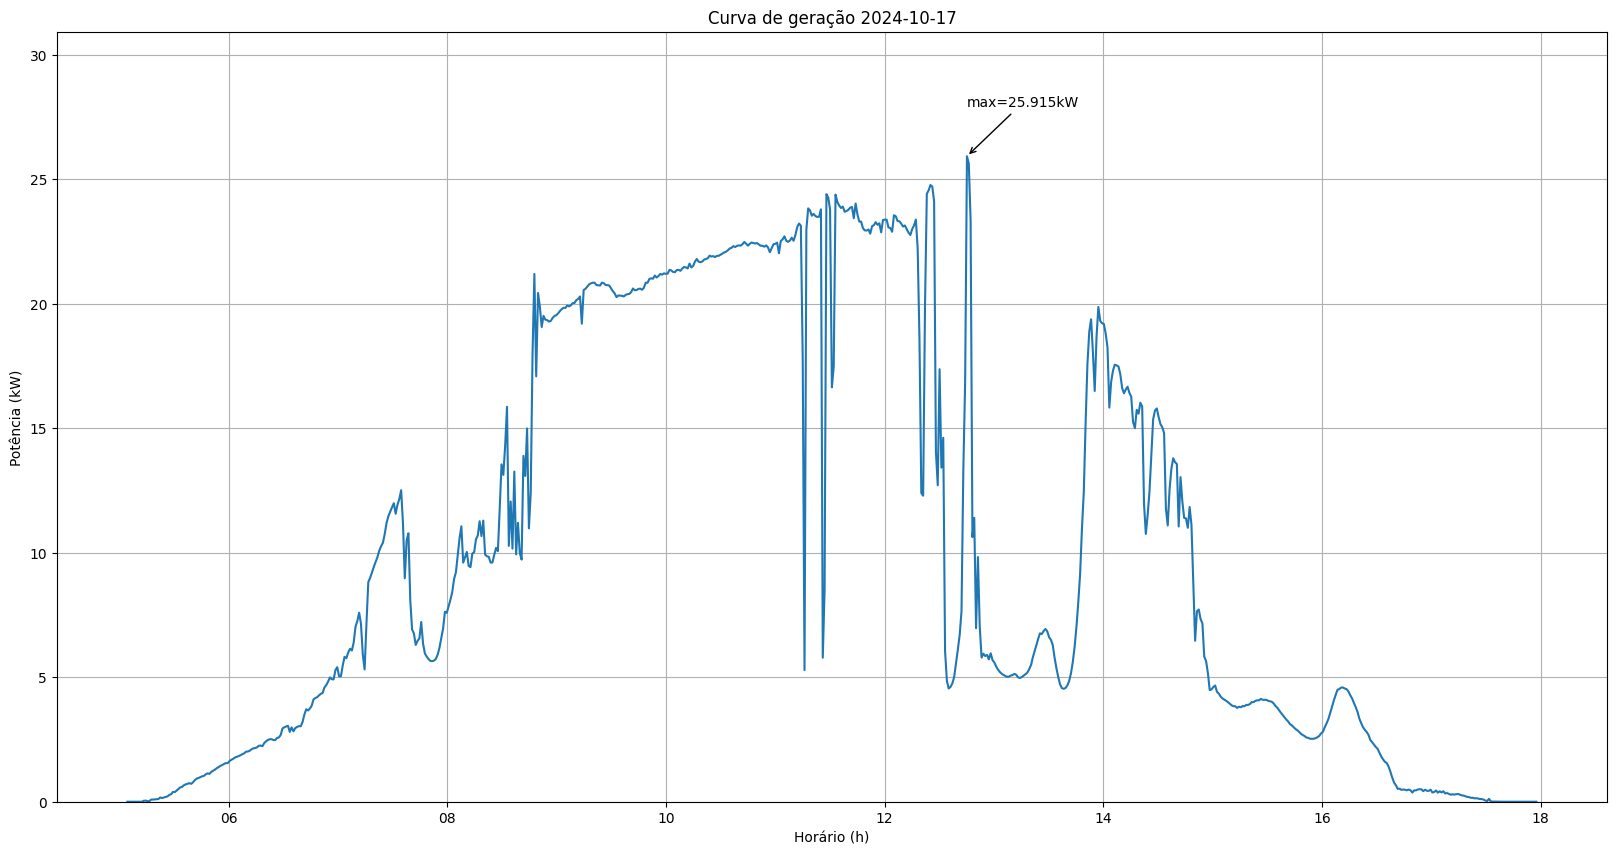 Curva de geração 2024-10-17
30
max=25.915kW
25
20
15
Potência (kW)
10
5
0
06 08 10 12 14 16 18
Horário (h)